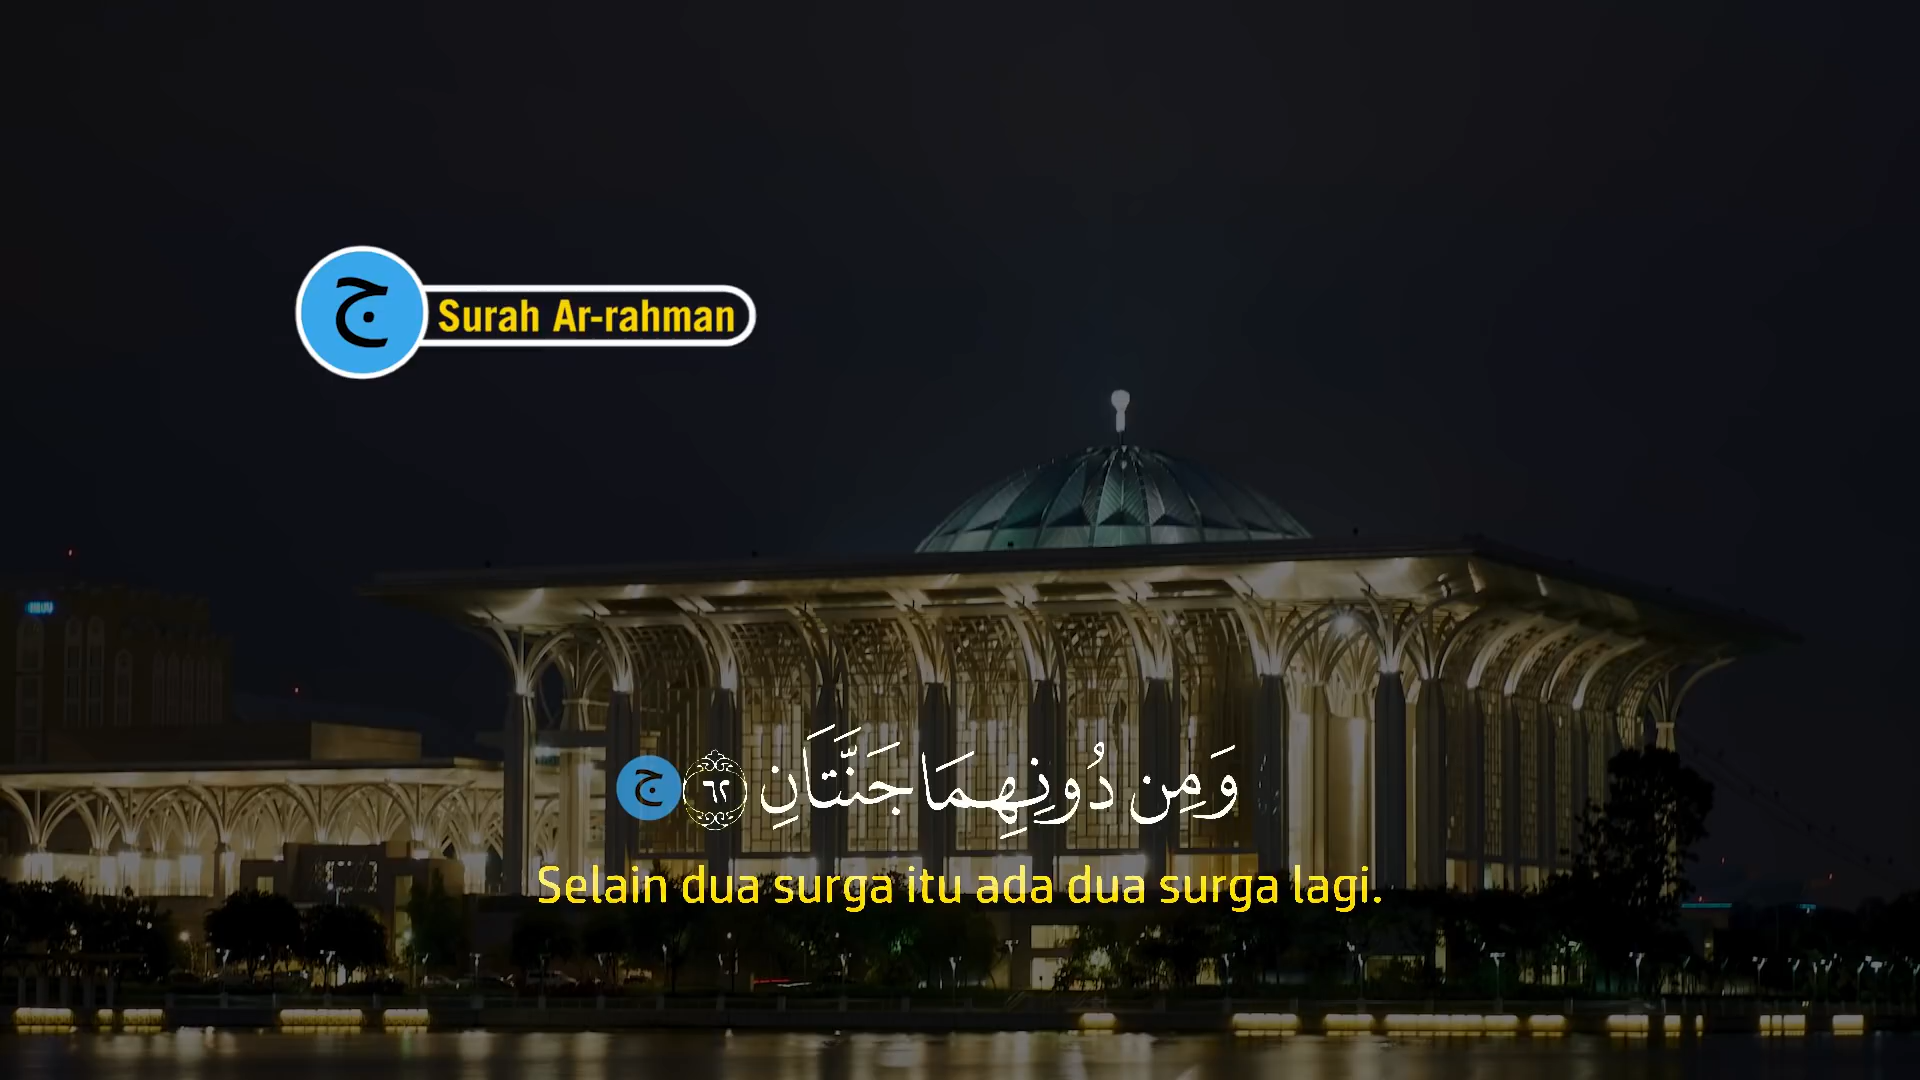 ج Surah Ar-rahman
وَمِن دُونِهِمَا جَنَّتَانِ ٦٢ ج
Selain dua surga itu ada dua surga lagi.